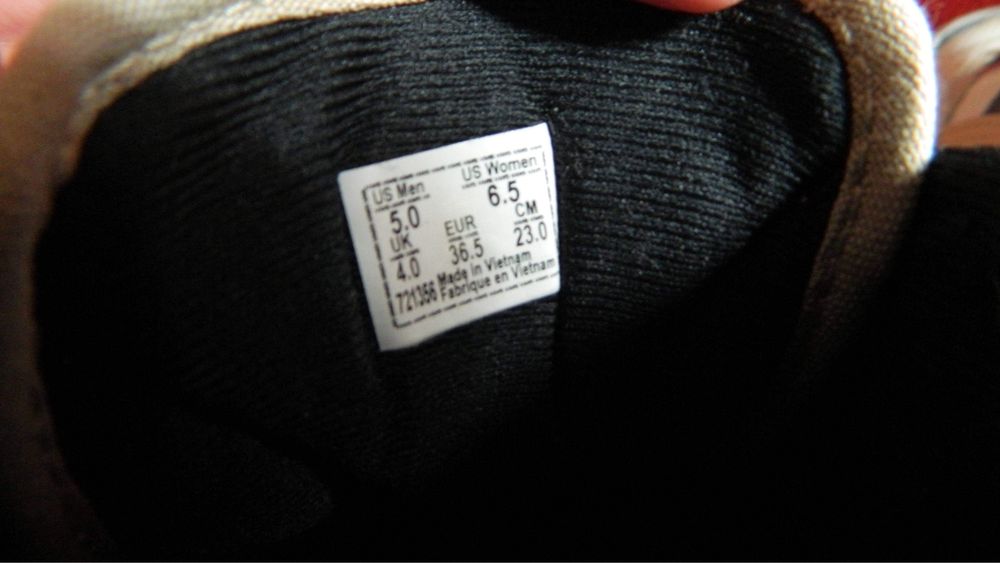 US Men US Women
5.0 6.5
UK EUR CM
4.0 36.5 23.0
721356 Made in Vietnam
Fabrique en Vietnam